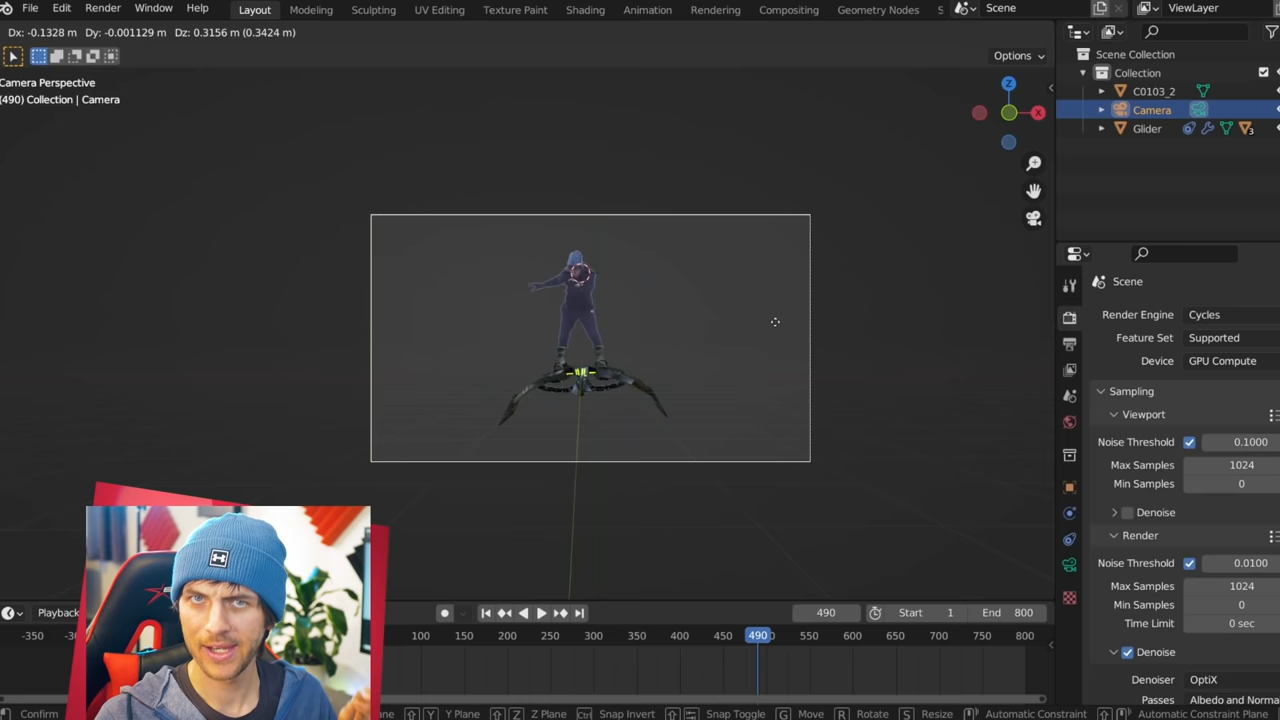 File Edit Render Window Help Layout Modeling Sculpting UV Editing Texture Paint Shading Animation Rendering Compositing Geometry Nodes S Scene ViewLayer
Dx: -0.1328 m Dy: -0.001129 m Dz: 0.3156 m (0.3424 m)
Options
Camera Perspective
(490) Collection | Camera
Z
X
Scene Collection
Collection
C0103_2
Camera
Glider
3
Scene
Render Engine Cycles
Feature Set Supported
Device GPU Compute
Sampling
Viewport
Noise Threshold 0.1000
Max Samples 1024
Min Samples 0
Denoise
Render
Noise Threshold 0.0100
Max Samples 1024
Min Samples 0
Time Limit 0 sec
Denoise
Denoiser OptiX
Passes Albedo and Norma
Playback 490 Start 1 End 800
-350 100 150 200 250 300 350 400 450 490 550 600 650 700 750 800
Confirm Y Plane Z Plane Ctrl Snap Invert Snap Toggle G Move R Rotate S Resize Automatic Constraint Automatic Constraint Plane